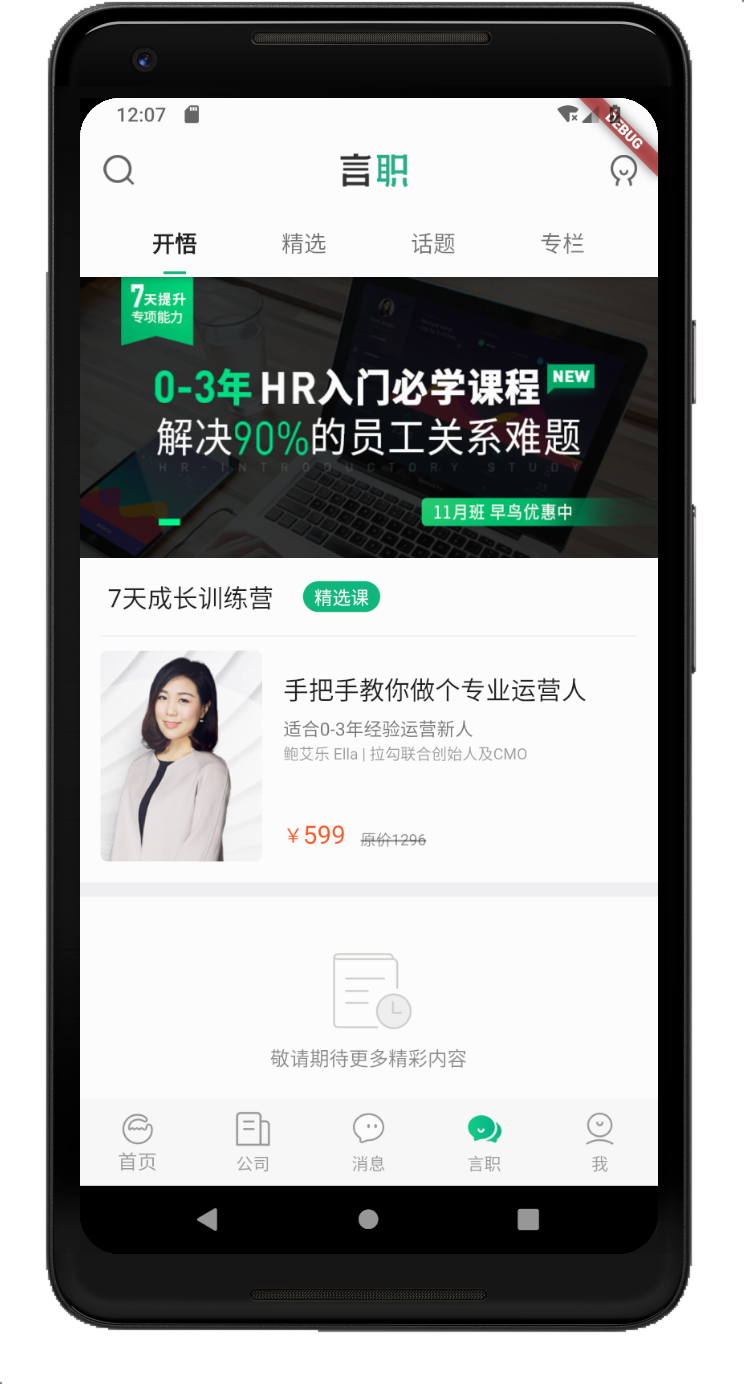 12:07
DEBUG
言职
开悟 精选 话题 专栏
7天提升
专项能力
0-3年HR入门必学课程 NEW
解决90%的员工关系难题
HR-INTRODUCTORY STUDY
11月班 早鸟优惠中
7天成长训练营 精选课
手把手教你做个专业运营人
适合0-3年经验运营新人
鲍艾乐 Ella | 拉勾联合创始人及CMO
￥599 原价1296
敬请期待更多精彩内容
首页 公司 消息 言职 我